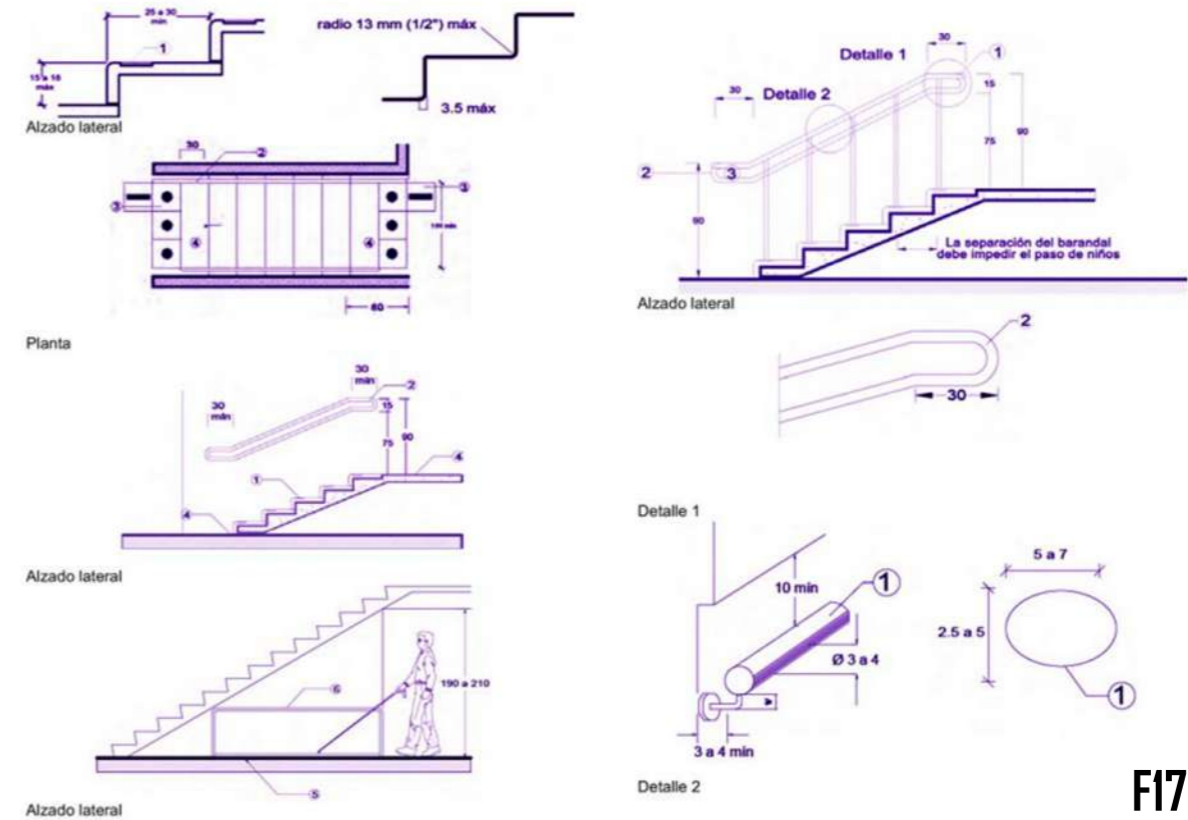 25 a 30
min
1
15 a 18
máx
Alzado lateral
radio 13 mm (1/2") máx
3.5 máx
30
2
3
3
4
4
60
Planta
30
min
30
min
2
15
75
90
1
4
4
Alzado lateral
190 a 210
6
5
Alzado lateral
Detalle 1
30
1
30
Detalle 2
15
75
90
2
3
90
La separación del barandal
debe impedir el paso de niños
Alzado lateral
2
30
Detalle 1
10 min
1
Ø 3 a 4
3 a 4 min
5 a 7
2.5 a 5
1
Detalle 2
F17